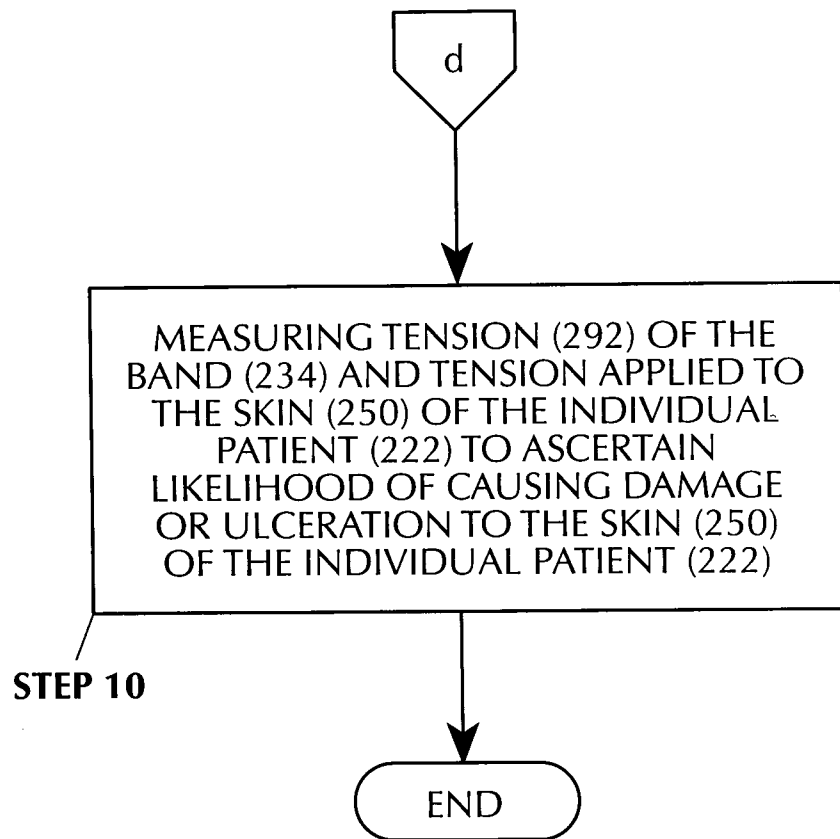 d
MEASURING TENSION (292) OF THE
BAND (234) AND TENSION APPLIED TO
THE SKIN (250) OF THE INDIVIDUAL
PATIENT (222) TO ASCERTAIN
LIKELIHOOD OF CAUSING DAMAGE
OR ULCERATION TO THE SKIN (250)
OF THE INDIVIDUAL PATIENT (222)
STEP 10
END